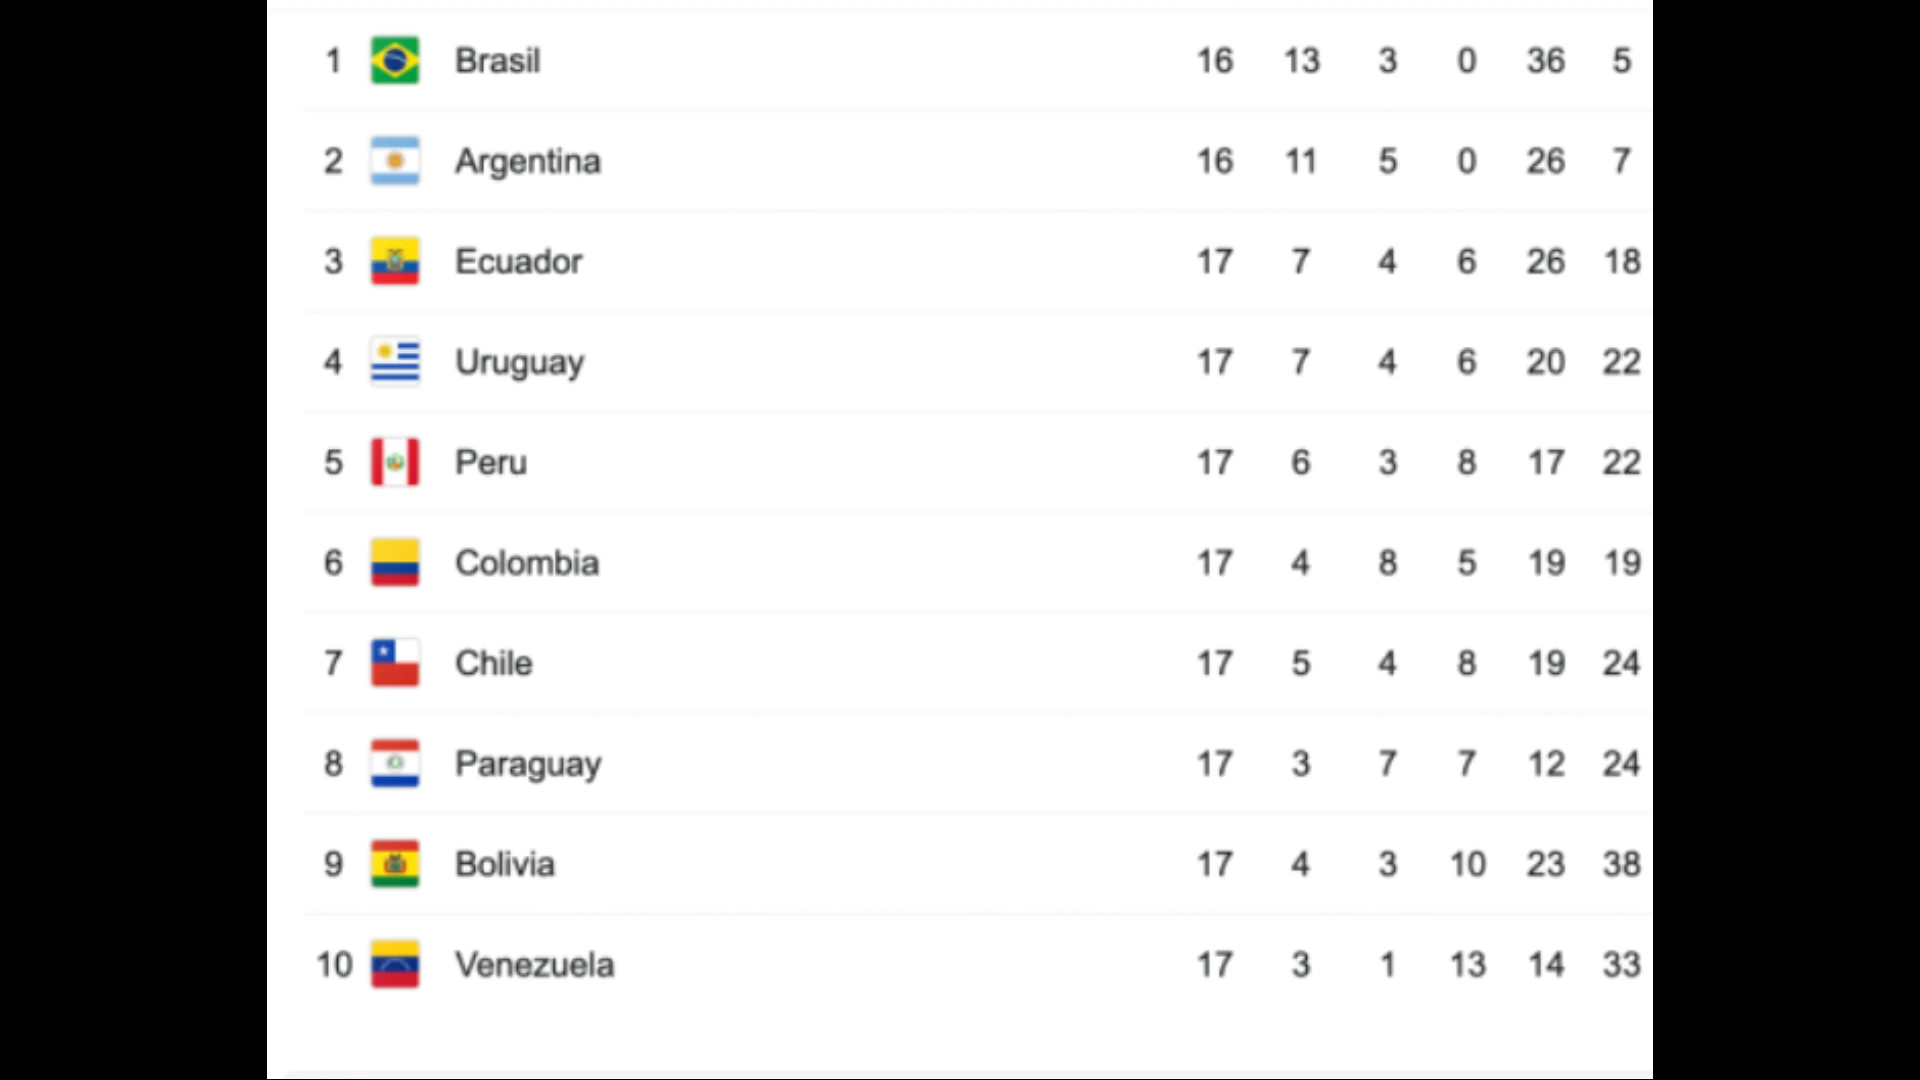 1 Brasil 16 13 3 0 36 5
2 Argentina 16 11 5 0 26 7
3 Ecuador 17 7 4 6 26 18
4 Uruguay 17 7 4 6 20 22
5 Peru 17 6 3 8 17 22
6 Colombia 17 4 8 5 19 19
7 Chile 17 5 4 8 19 24
8 Paraguay 17 3 7 7 12 24
9 Bolivia 17 4 3 10 23 38
10 Venezuela 17 3 1 13 14 33